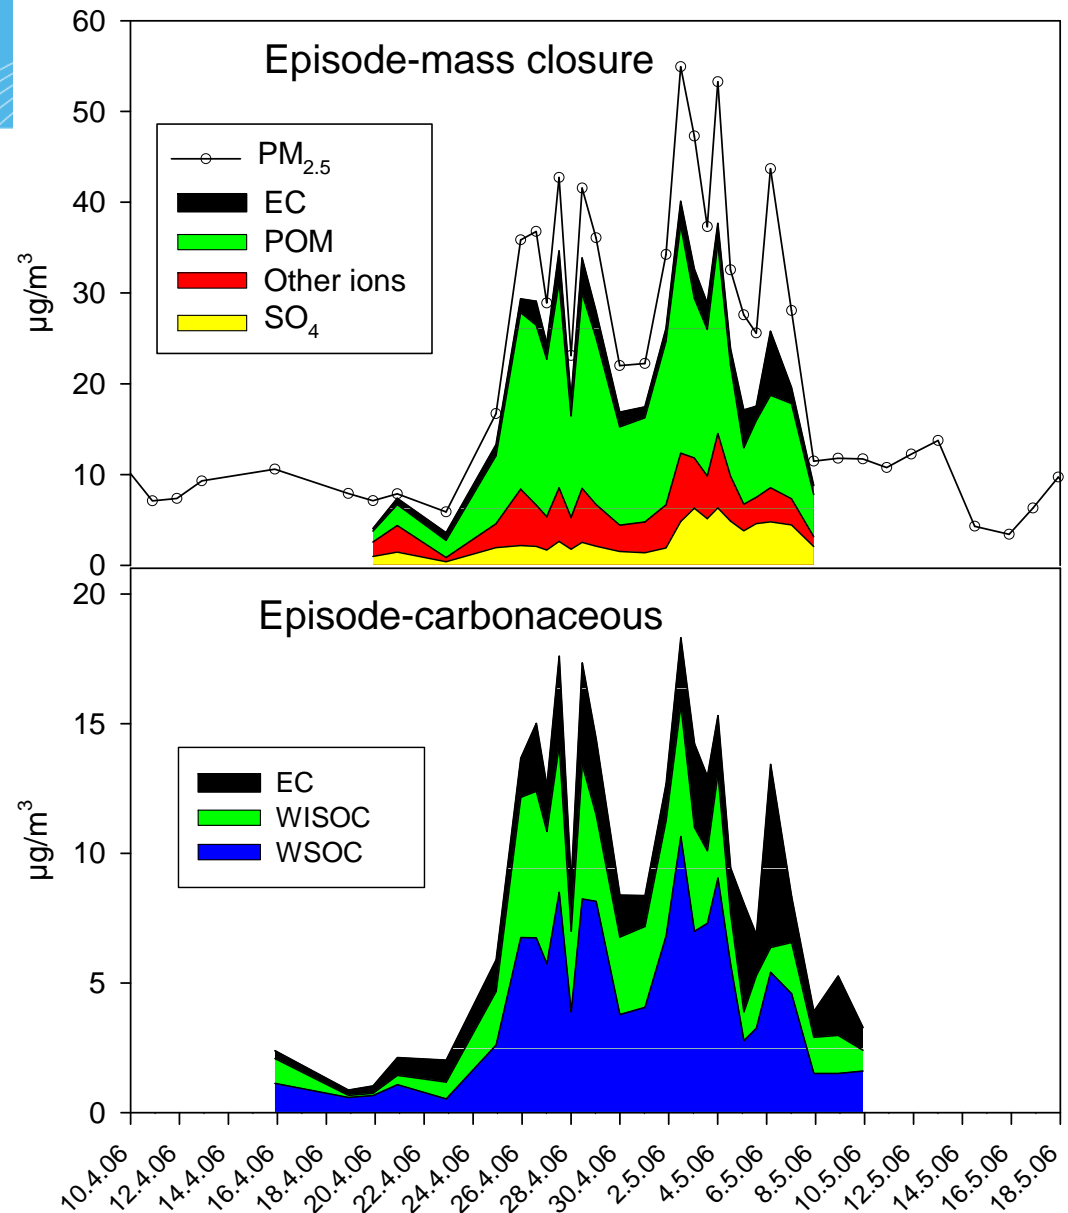 Episode-mass closure
60
50
40
30
20
10
0
µg/m³
PM₂.₅
EC
POM
Other ions
SO₄
Episode-carbonaceous
20
15
10
5
0
µg/m³
EC
WISOC
WSOC
10.4.06
12.4.06
14.4.06
16.4.06
18.4.06
20.4.06
22.4.06
24.4.06
26.4.06
28.4.06
30.4.06
2.5.06
4.5.06
6.5.06
8.5.06
10.5.06
12.5.06
14.5.06
16.5.06
18.5.06